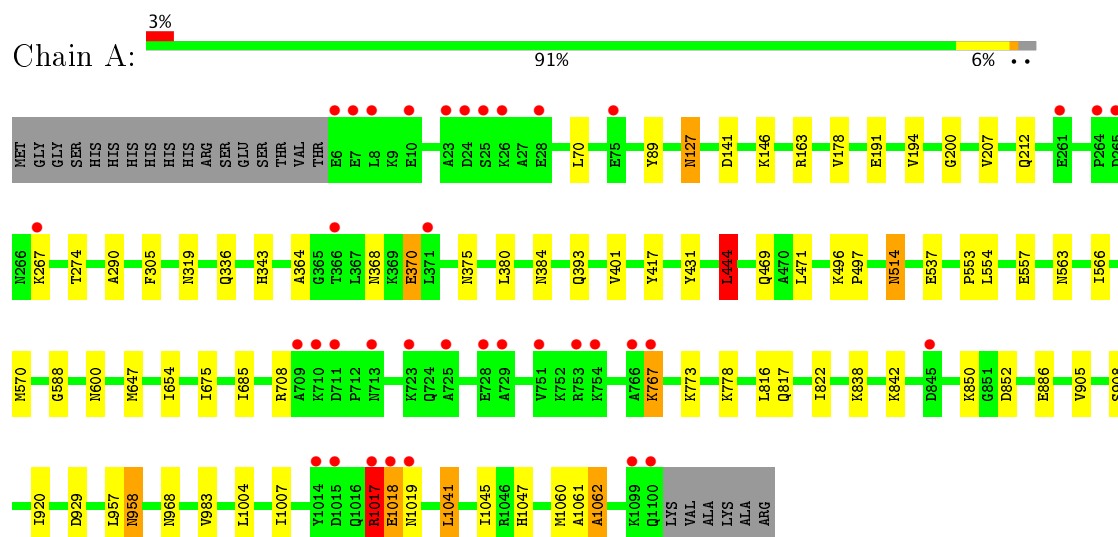 3%
Chain A:
91% 6% • •
MET GLY GLY SER HIS HIS HIS HIS HIS HIS ARG SER GLU SER THR VAL THR E6 E7 L8 K9 E10 A23 D24 S25 K26 A27 E28 L70 E75 Y89 N127 D141 K146 R163 V178 E191 V194 G200 V207 Q212 E261 P264 D265
N266 K267 T274 A290 F305 N319 Q336 H343 A364 G365 T366 L367 N368 K369 E370 L371 N375 L380 N384 Q393 V401 Y417 Y431 L444 Q469 A470 L471 K496 P497 N514 E537 P553 L554 E557 N563 I566
M570 G588 N600 M647 I654 I675 I685 R708 A709 K710 D711 P712 N713 K723 Q724 A725 E728 A729 V751 K752 R753 K754 A766 K767 K773 K778 L816 Q817 I822 K838 K842 D845 K850 G851 D852 E886 V905 S908
I920 D929 L957 N958 N968 V983 L1004 I1007 Y1014 D1015 Q1016 R1017 E1018 N1019 L1041 I1045 R1046 H1047 M1060 A1061 A1062 K1099 Q1100 LYS VAL ALA LYS ALA ARG